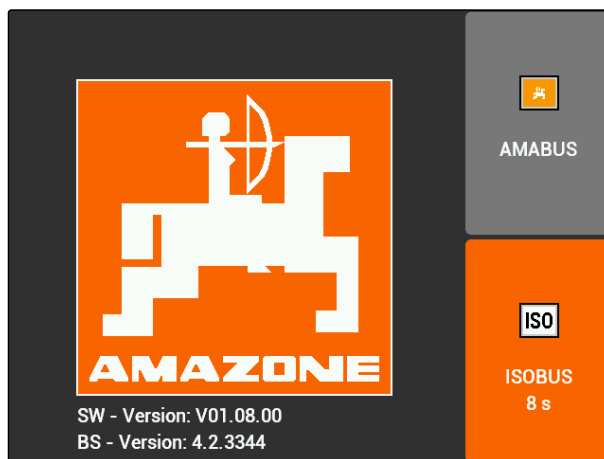 AMAZONE
SW - Version: V01.08.00
BS - Version: 4.2.3344
AMABUS
ISO
ISOBUS
8 s